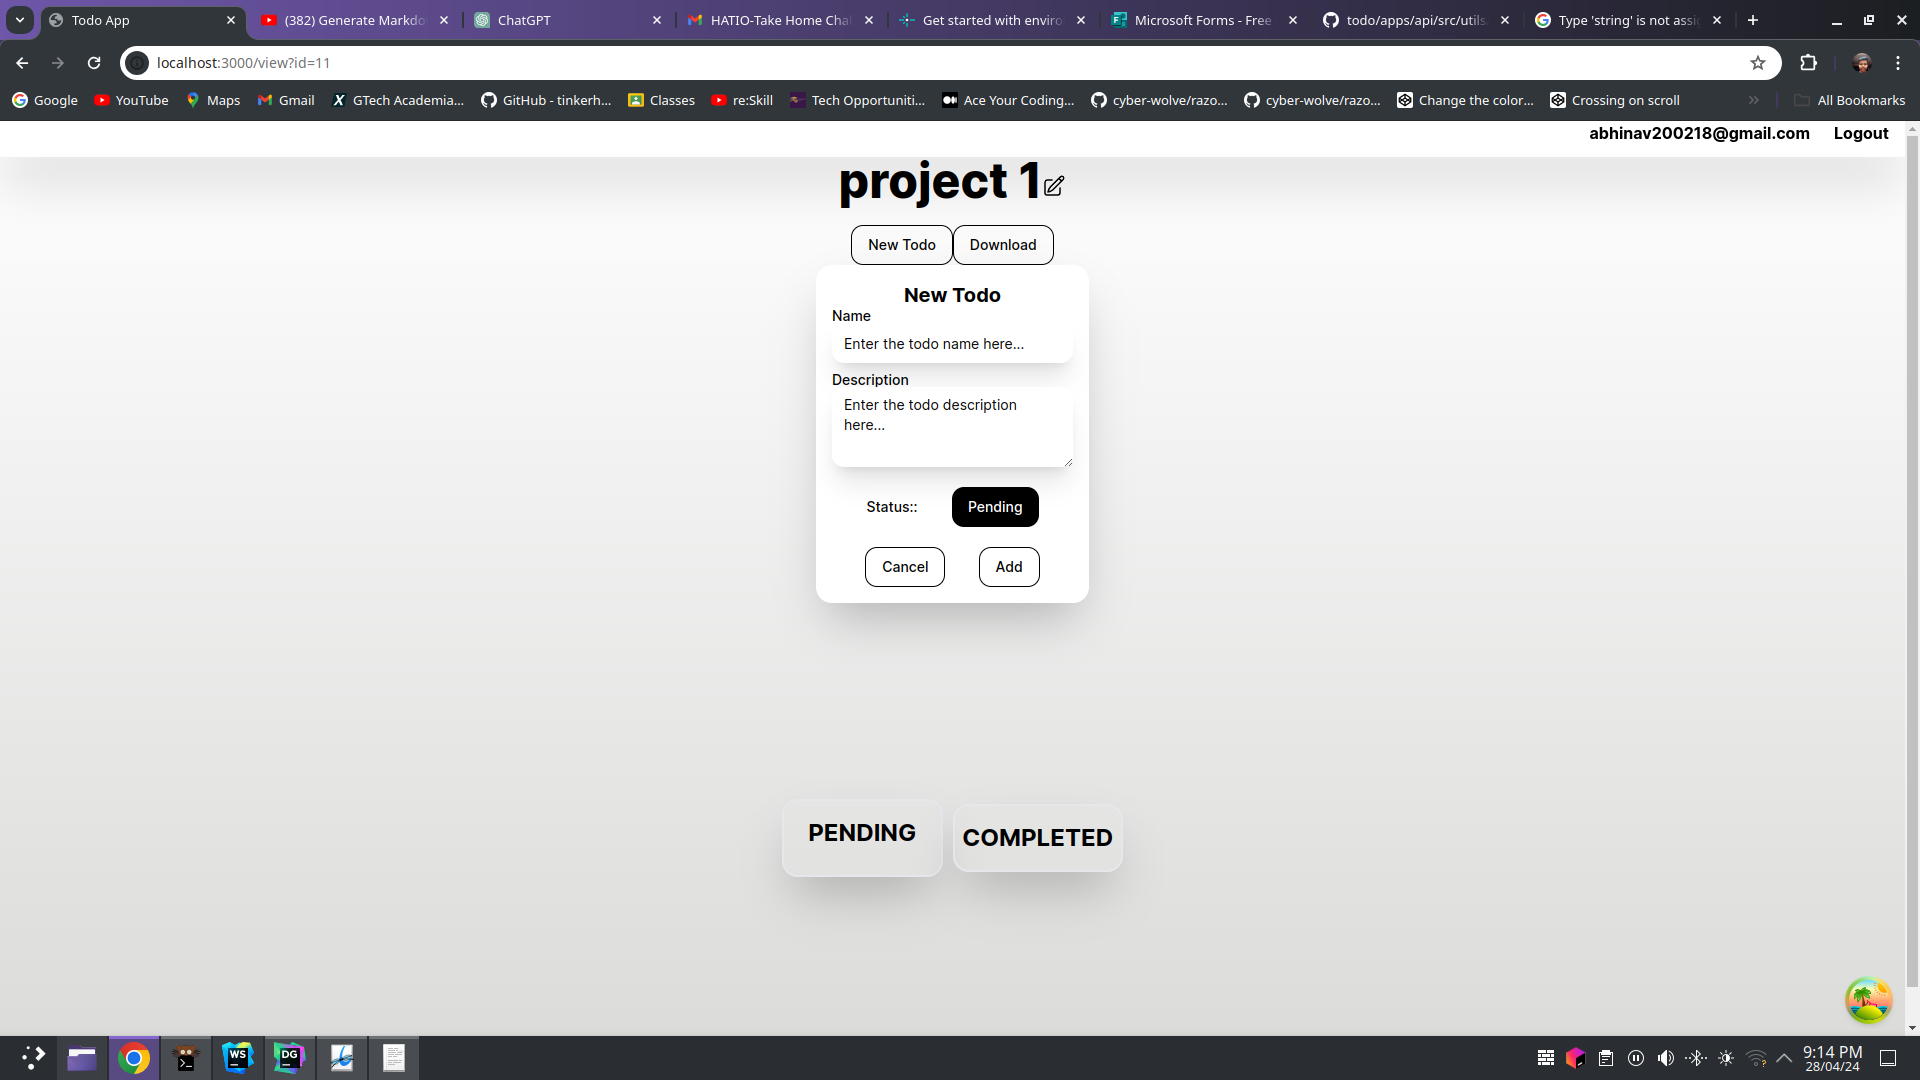 Todo App
(382) Generate Markdo
ChatGPT
HATIO-Take Home Cha
Get started with enviro
Microsoft Forms - Free
todo/apps/api/src/utils
Type 'string' is not assi
localhost:3000/view?id=11
Google
YouTube
Maps
Gmail
GTech Academia...
GitHub - tinkerh...
Classes
re:Skill
Tech Opportuniti...
Ace Your Coding...
cyber-wolve/razo...
cyber-wolve/razo...
Change the color...
Crossing on scroll
All Bookmarks
abhinav200218@gmail.com
Logout
project 1
New Todo
Download
New Todo
Name
Enter the todo name here...
Description
Enter the todo description
here...
Status::
Pending
Cancel
Add
PENDING
COMPLETED
WS
DG
9:14 PM
28/04/24